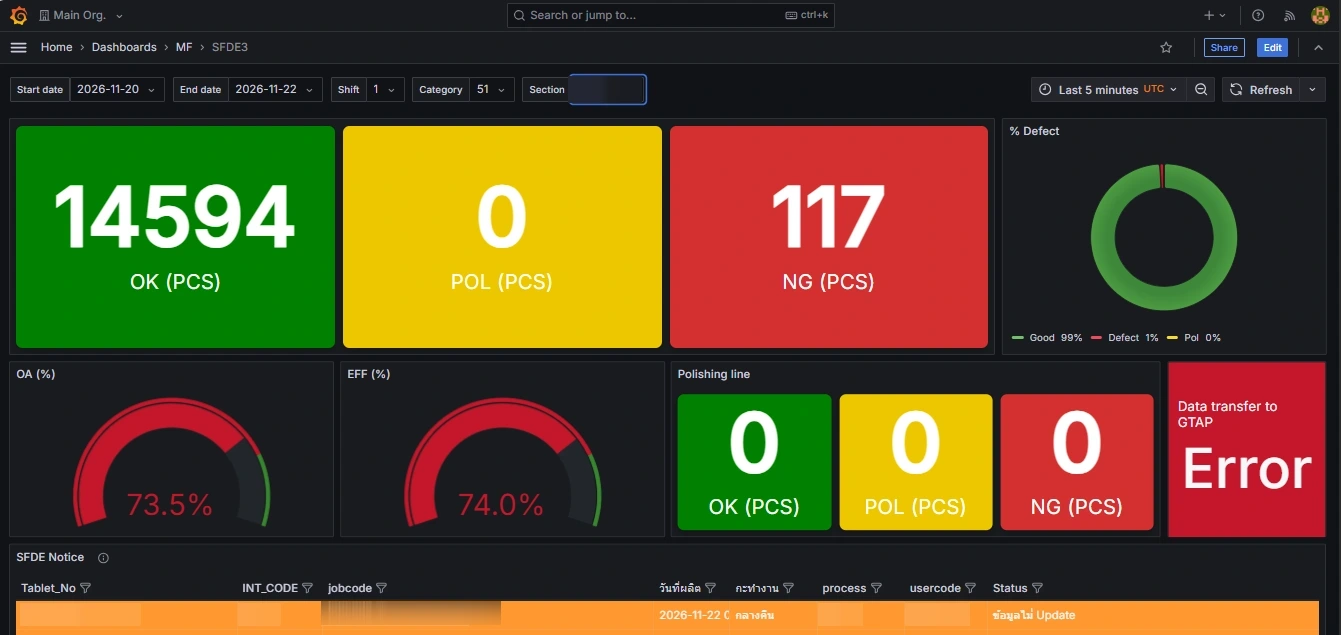 Main Org.
Search or jump to... ctrl+k
Home › Dashboards › MF › SFDE3
Share Edit
Start date 2026-11-20 End date 2026-11-22 Shift 1 Category 51 Section
Last 5 minutes UTC Refresh
14594
OK (PCS)
0
POL (PCS)
117
NG (PCS)
% Defect
Good 99% Defect 1% Pol 0%
OA (%)
73.5%
EFF (%)
74.0%
Polishing line
0
OK (PCS)
0
POL (PCS)
0
NG (PCS)
Data transfer to
GTAP
Error
SFDE Notice
Tablet_No INT_CODE jobcode วันที่ผลิต กะทำงาน process usercode Status
2026-11-22 กลางคืน ข้อมูลไม่ Update